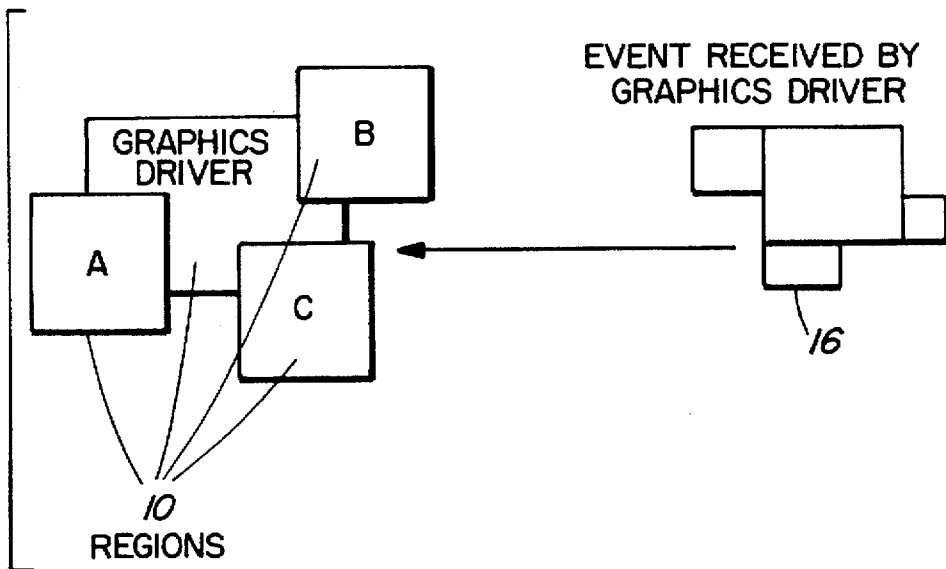 EVENT RECEIVED BY
GRAPHICS DRIVER
B
GRAPHICS
DRIVER
A
C
16
10
REGIONS